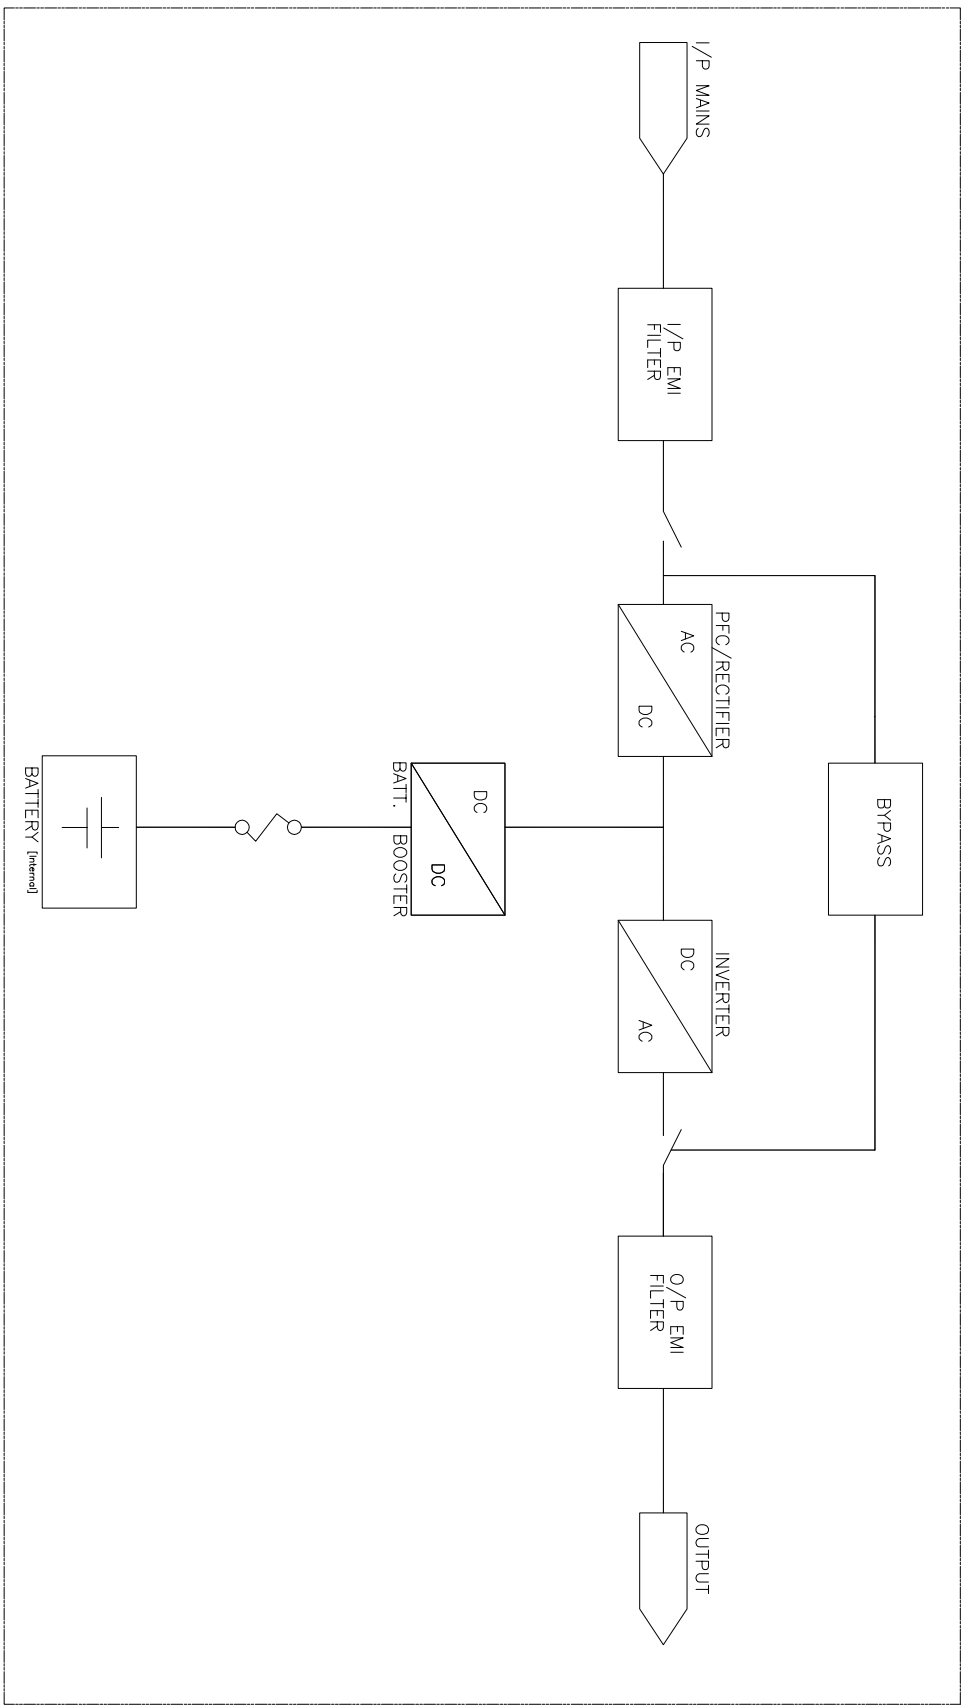 I/P MAINS
I/P EMI
FILTER
PFC/RECTIFIER
AC
DC
BYPASS
INVERTER
DC
AC
O/P EMI
FILTER
OUTPUT
DC
DC
BATT. BOOSTER
BATTERY [Internal]